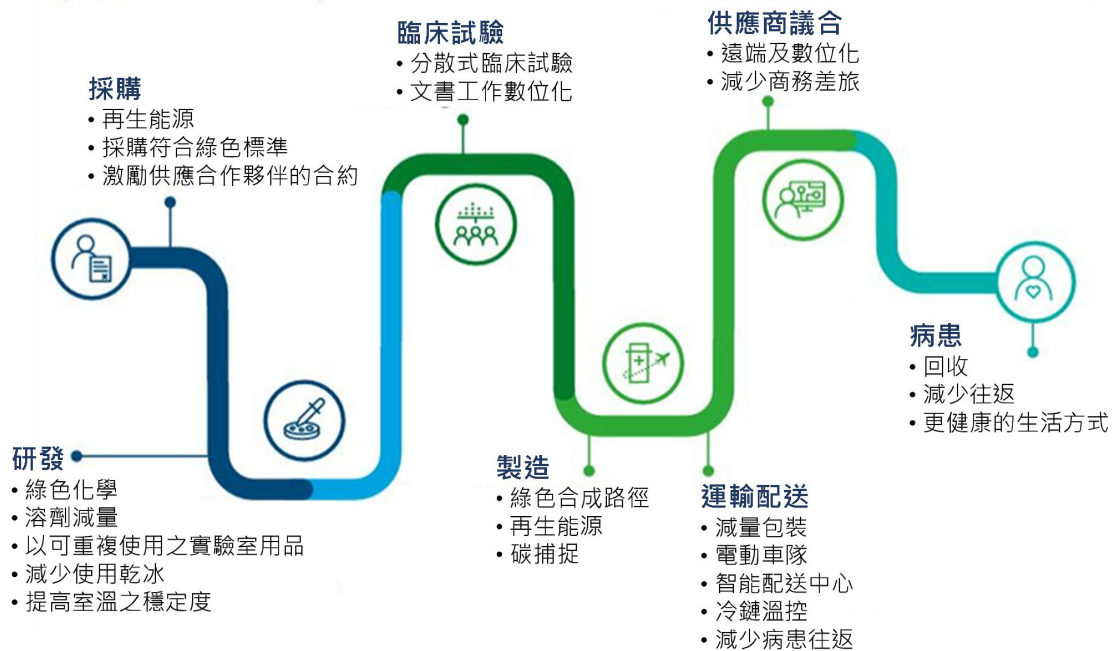 採購
• 再生能源
• 採購符合綠色標準
• 激勵供應合作夥伴的合約
研發
• 綠色化學
• 溶劑減量
• 以可重複使用之實驗室用品
• 減少使用乾冰
• 提高室溫之穩定度
臨床試驗
• 分散式臨床試驗
• 文書工作數位化
製造
• 綠色合成路徑
• 再生能源
• 碳捕捉
運輸配送
• 減量包裝
• 電動車隊
• 智能配送中心
• 冷鏈溫控
• 減少病患往返
供應商議合
• 遠端及數位化
• 減少商務差旅
病患
• 回收
• 減少往返
• 更健康的生活方式